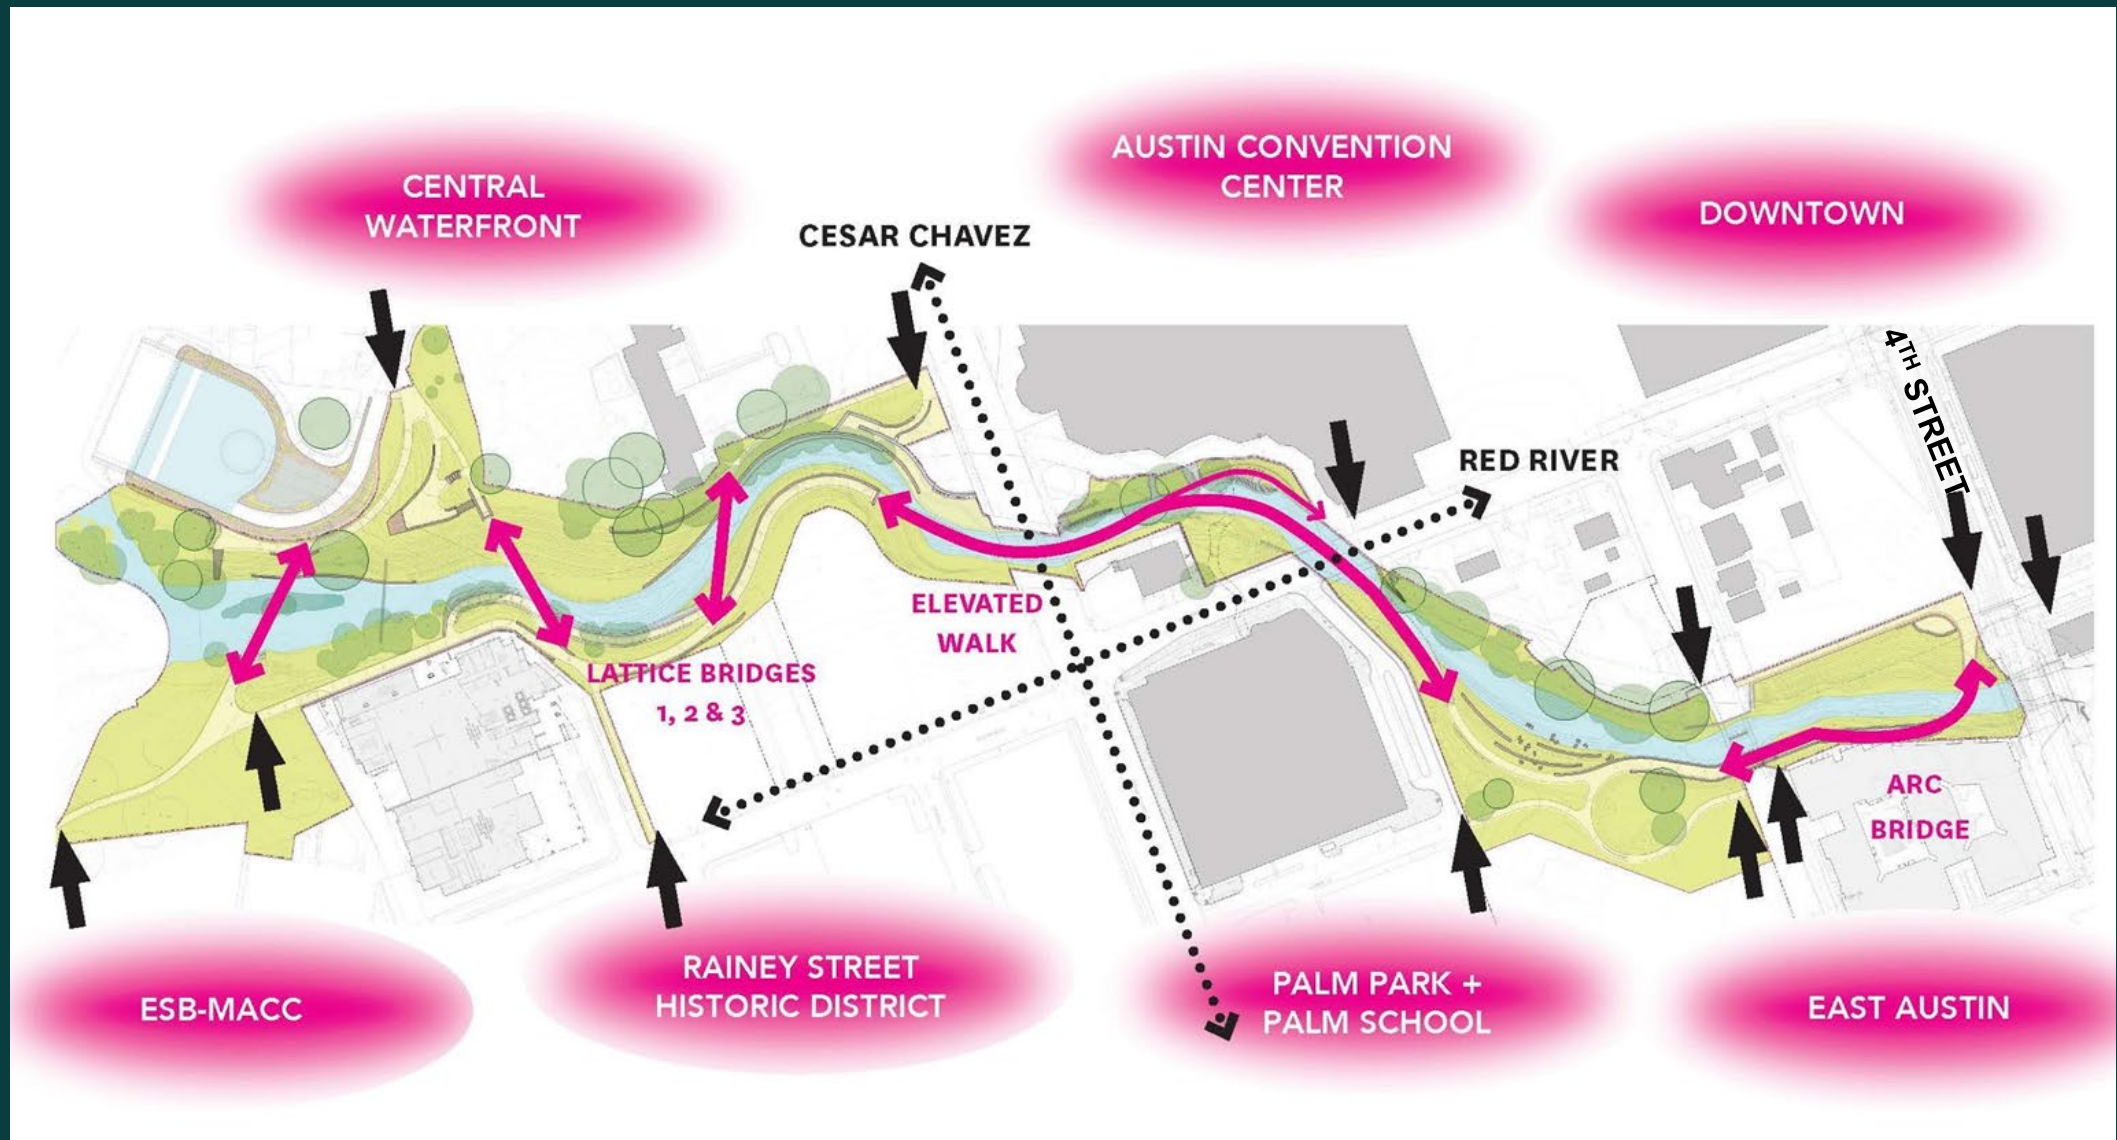 CENTRAL
WATERFRONT
AUSTIN CONVENTION
CENTER
DOWNTOWN
CESAR CHAVEZ
4TH STREET
RED RIVER
ELEVATED
WALK
LATTICE BRIDGES
1, 2 & 3
ARC
BRIDGE
ESB-MACC
RAINEY STREET
HISTORIC DISTRICT
PALM PARK +
PALM SCHOOL
EAST AUSTIN